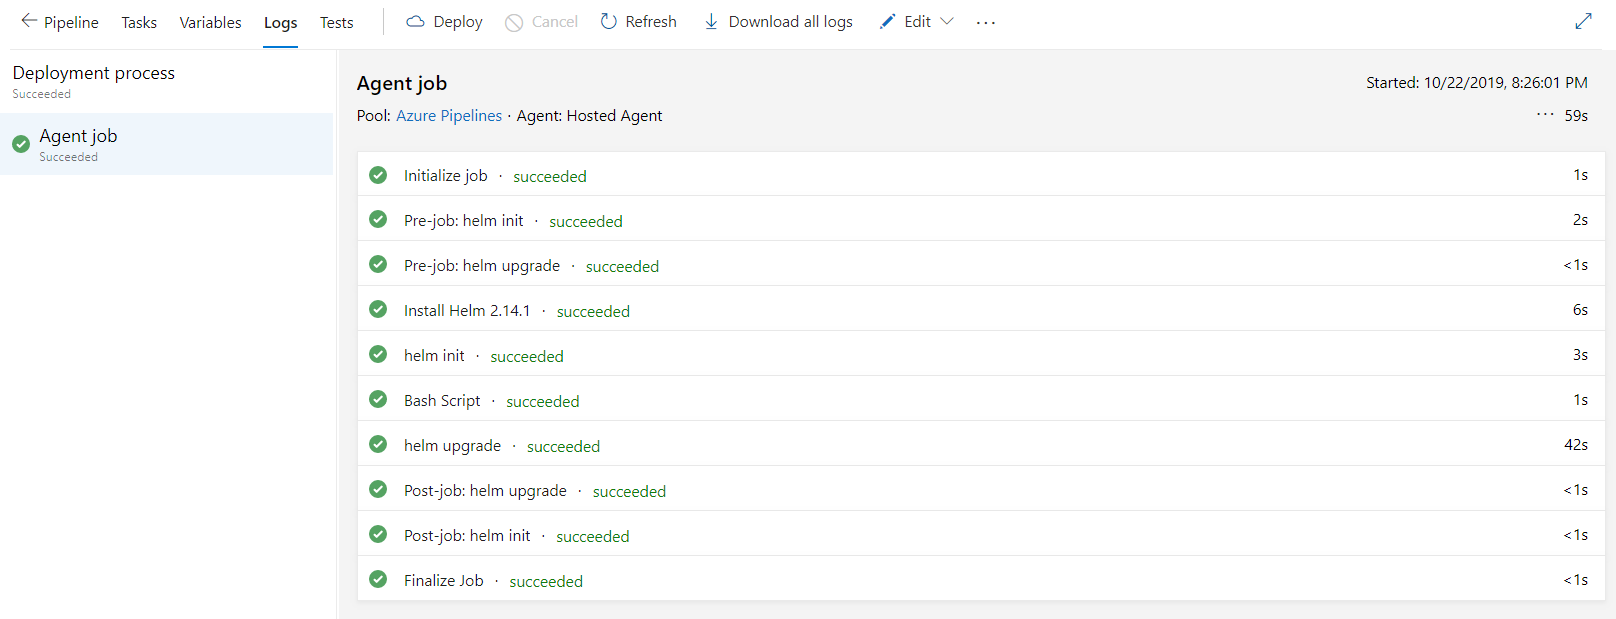 Pipeline Tasks Variables Logs Tests Deploy Cancel Refresh Download all logs Edit ...
Deployment process
Succeeded
Agent job
Succeeded
Agent job Started: 10/22/2019, 8:26:01 PM
Pool: Azure Pipelines · Agent: Hosted Agent ... 59s
Initialize job · succeeded 1s
Pre-job: helm init · succeeded 2s
Pre-job: helm upgrade · succeeded <1s
Install Helm 2.14.1 · succeeded 6s
helm init · succeeded 3s
Bash Script · succeeded 1s
helm upgrade · succeeded 42s
Post-job: helm upgrade · succeeded <1s
Post-job: helm init · succeeded <1s
Finalize Job · succeeded <1s